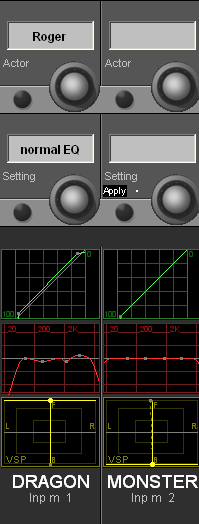 Roger
Actor Actor
normal EQ
Setting Setting
Apply
0 0
100 100
20 200 2K 20 200 2K
F F
L R L R
VSP B VSP B
DRAGON MONSTER
Inp m 1 Inp m 2